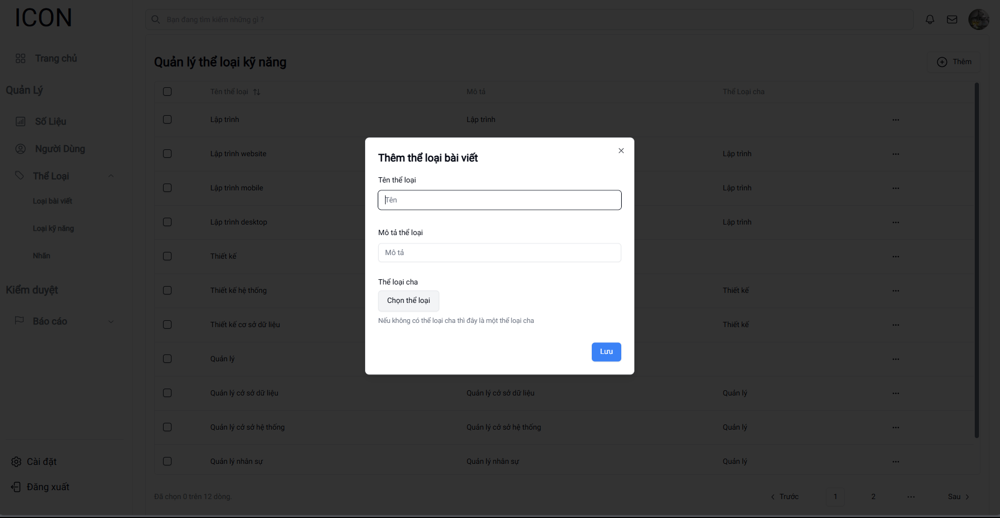 ICON
Bạn đang tìm kiếm những gì ?
Trang chủ
Quản Lý
Số Liệu
Người Dùng
Thể Loại
Loại bài viết
Loại kỹ năng
Nhãn
Kiểm duyệt
Báo cáo
Cài đặt
Đăng xuất
Quản lý thể loại kỹ năng
Thêm
Tên thể loại Mô tả Thể Loại cha
Lập trình Lập trình
Lập trình website Lập trình
Lập trình mobile Lập trình
Lập trình desktop Lập trình
Thiết kế
Thiết kế hệ thống Thiết kế
Thiết kế cơ sở dữ liệu Thiết kế
Quản lý
Quản lý cở sở dữ liệu Quản lý cở sở dữ liệu Quản lý
Quản lý cở sở hệ thống Quản lý cở sở hệ thống Quản lý
Quản lý nhân sự Quản lý nhân sự Quản lý
Đã chọn 0 trên 12 dòng.
Trước 1 2 ... Sau
Thêm thể loại bài viết
Tên thể loại
Tên
Mô tả thể loại
Mô tả
Thể loại cha
Chọn thể loại
Nếu không có thể loại cha thì đây là một thể loại cha
Lưu